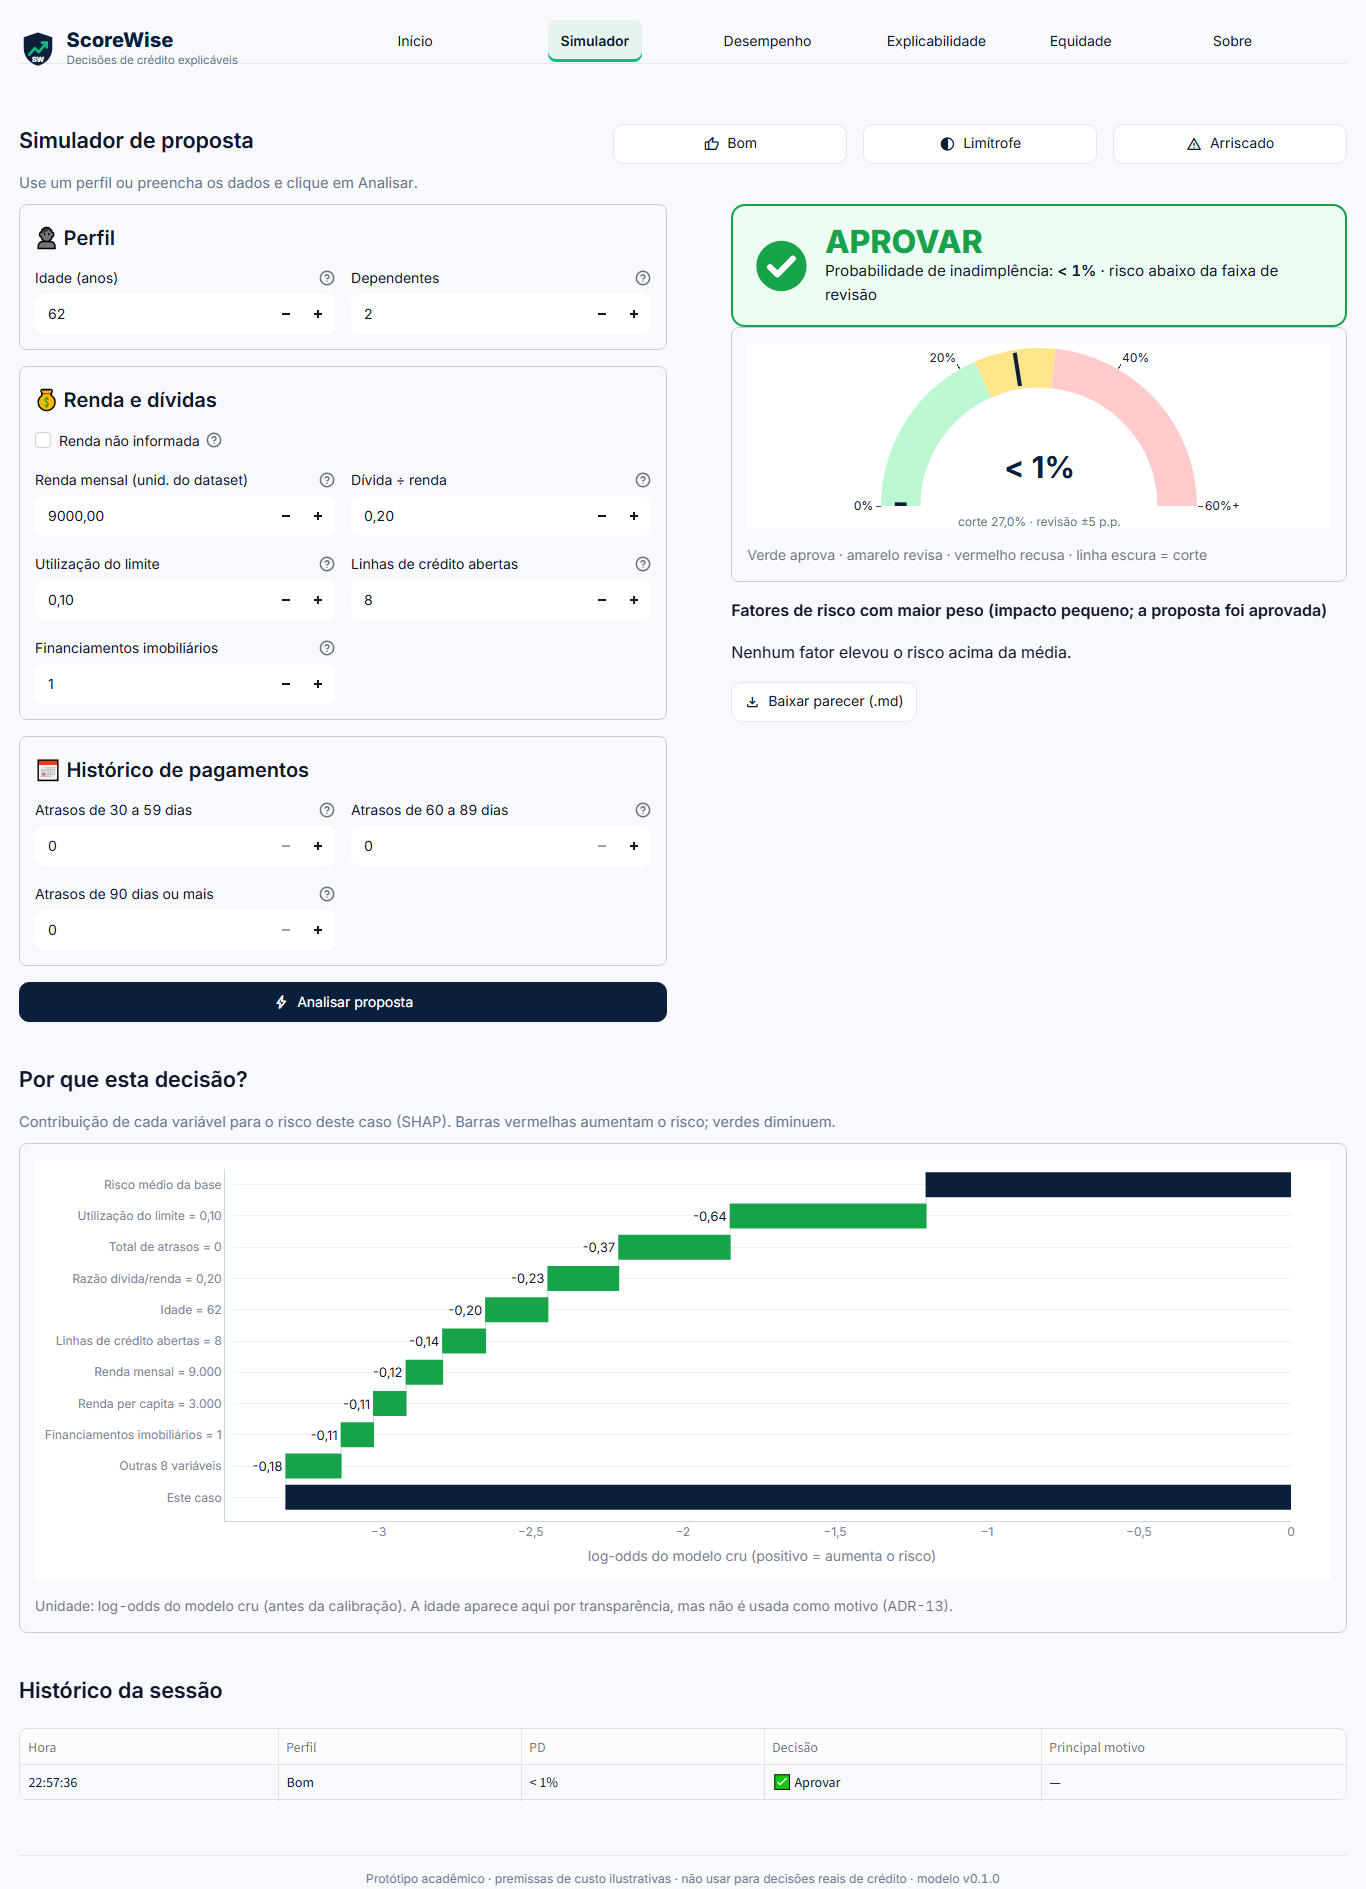 ScoreWise
Decisões de crédito explicáveis
SW
Início
Simulador
Desempenho
Explicabilidade
Equidade
Sobre
Simulador de proposta
Bom
Limítrofe
Arriscado
Use um perfil ou preencha os dados e clique em Analisar.
Perfil
Idade (anos)
Dependentes
62
2
Renda e dívidas
Renda não informada
Renda mensal (unid. do dataset)
Dívida ÷ renda
9000,00
0,20
Utilização do limite
Linhas de crédito abertas
0,10
8
Financiamentos imobiliários
1
Histórico de pagamentos
Atrasos de 30 a 59 dias
Atrasos de 60 a 89 dias
0
0
Atrasos de 90 dias ou mais
0
Analisar proposta
APROVAR
Probabilidade de inadimplência: < 1% · risco abaixo da faixa de
revisão
20%
40%
< 1%
0%
60%+
corte 27,0% · revisão ±5 p.p.
Verde aprova · amarelo revisa · vermelho recusa · linha escura = corte
Fatores de risco com maior peso (impacto pequeno; a proposta foi aprovada)
Nenhum fator elevou o risco acima da média.
Baixar parecer (.md)
Por que esta decisão?
Contribuição de cada variável para o risco deste caso (SHAP). Barras vermelhas aumentam o risco; verdes diminuem.
Risco médio da base
Utilização do limite = 0,10
-0,64
Total de atrasos = 0
-0,37
Razão dívida/renda = 0,20
-0,23
Idade = 62
-0,20
Linhas de crédito abertas = 8
-0,14
Renda mensal = 9.000
-0,12
Renda per capita = 3.000
-0,11
Financiamentos imobiliários = 1
-0,11
Outras 8 variáveis
-0,18
Este caso
−3
−2,5
−2
−1,5
−1
−0,5
0
log-odds do modelo cru (positivo = aumenta o risco)
Unidade: log-odds do modelo cru (antes da calibração). A idade aparece aqui por transparência, mas não é usada como motivo (ADR-13).
Histórico da sessão
Hora
Perfil
PD
Decisão
Principal motivo
22:57:36
Bom
< 1%
✅ Aprovar
—
Protótipo acadêmico · premissas de custo ilustrativas · não usar para decisões reais de crédito · modelo v0.1.0